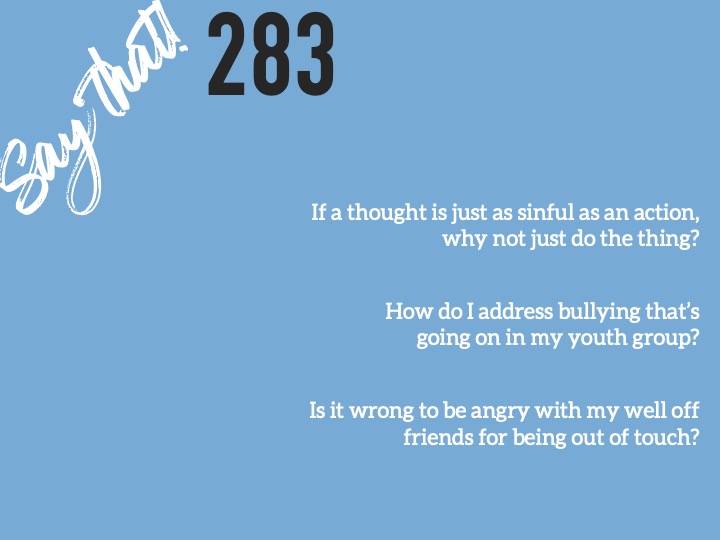 Say that!
283
If a thought is just as sinful as an action,
why not just do the thing?
How do I address bullying that’s
going on in my youth group?
Is it wrong to be angry with my well off
friends for being out of touch?